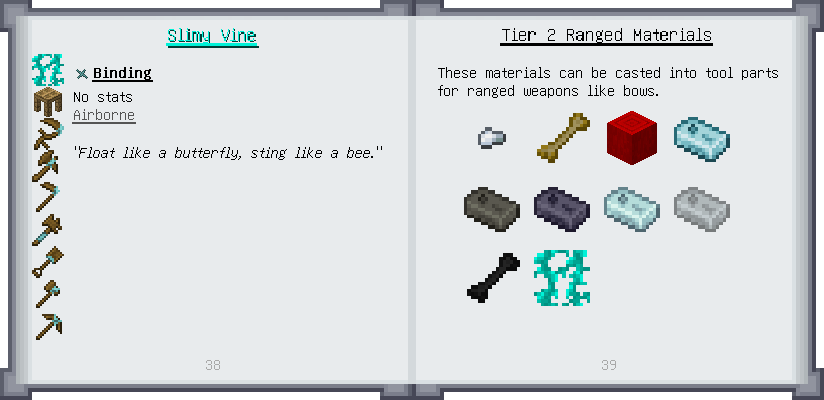 Slimy Vine
Binding
No stats
Airborne
"Float like a butterfly, sting like a bee."
38
Tier 2 Ranged Materials
These materials can be casted into tool parts
for ranged weapons like bows.
39